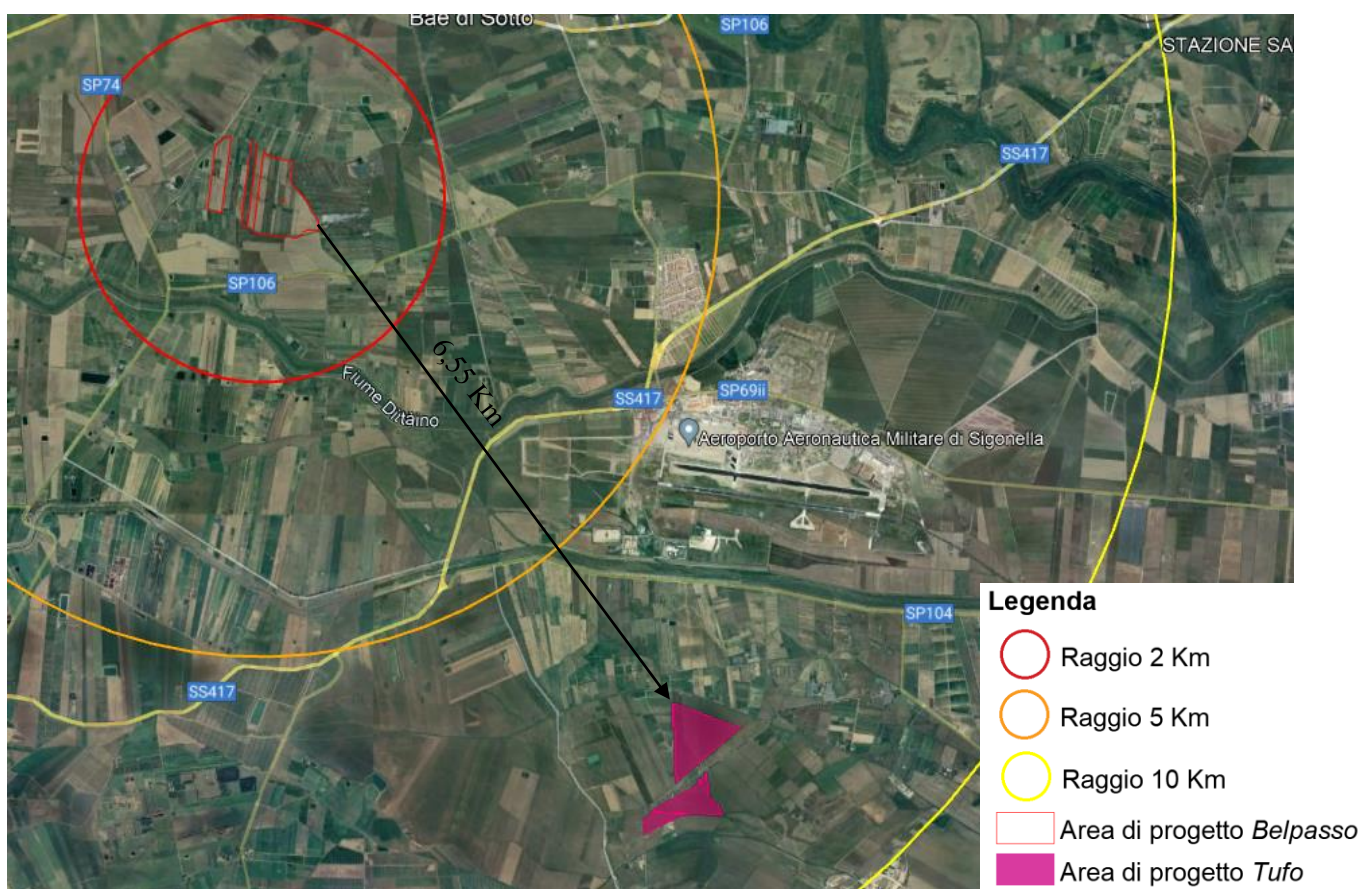 Bae di Sotto
SP106
STAZIONE SA
SP74
SS417
SP106
6,55 Km
Fiume Dittaino
SP69ii
SS417
Aeroporto Aeronautica Militare di Sigonella
SP104
SS417
Legenda
Raggio 2 Km
Raggio 5 Km
Raggio 10 Km
Area di progetto Belpasso
Area di progetto Tufo